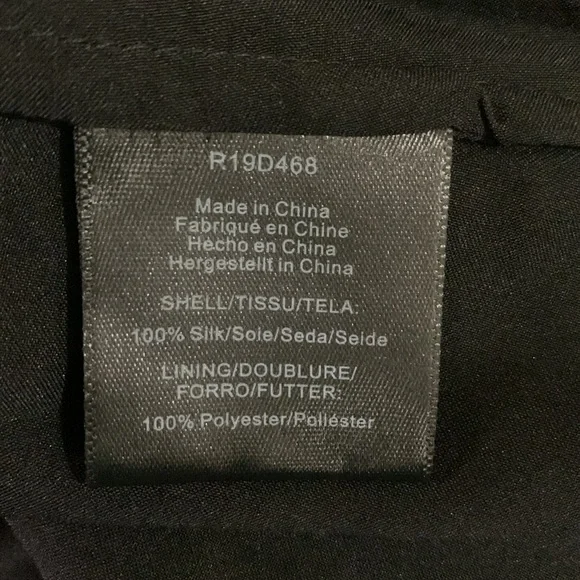 R19D468
Made in China
Fabriqué en Chine
Hecho en China
Hergestellt in China
SHELL/TISSU/TELA:
100% Silk/Soie/Seda/Seide
LINING/DOUBLURE/
FORRO/FUTTER:
100% Polyester/Poliéster